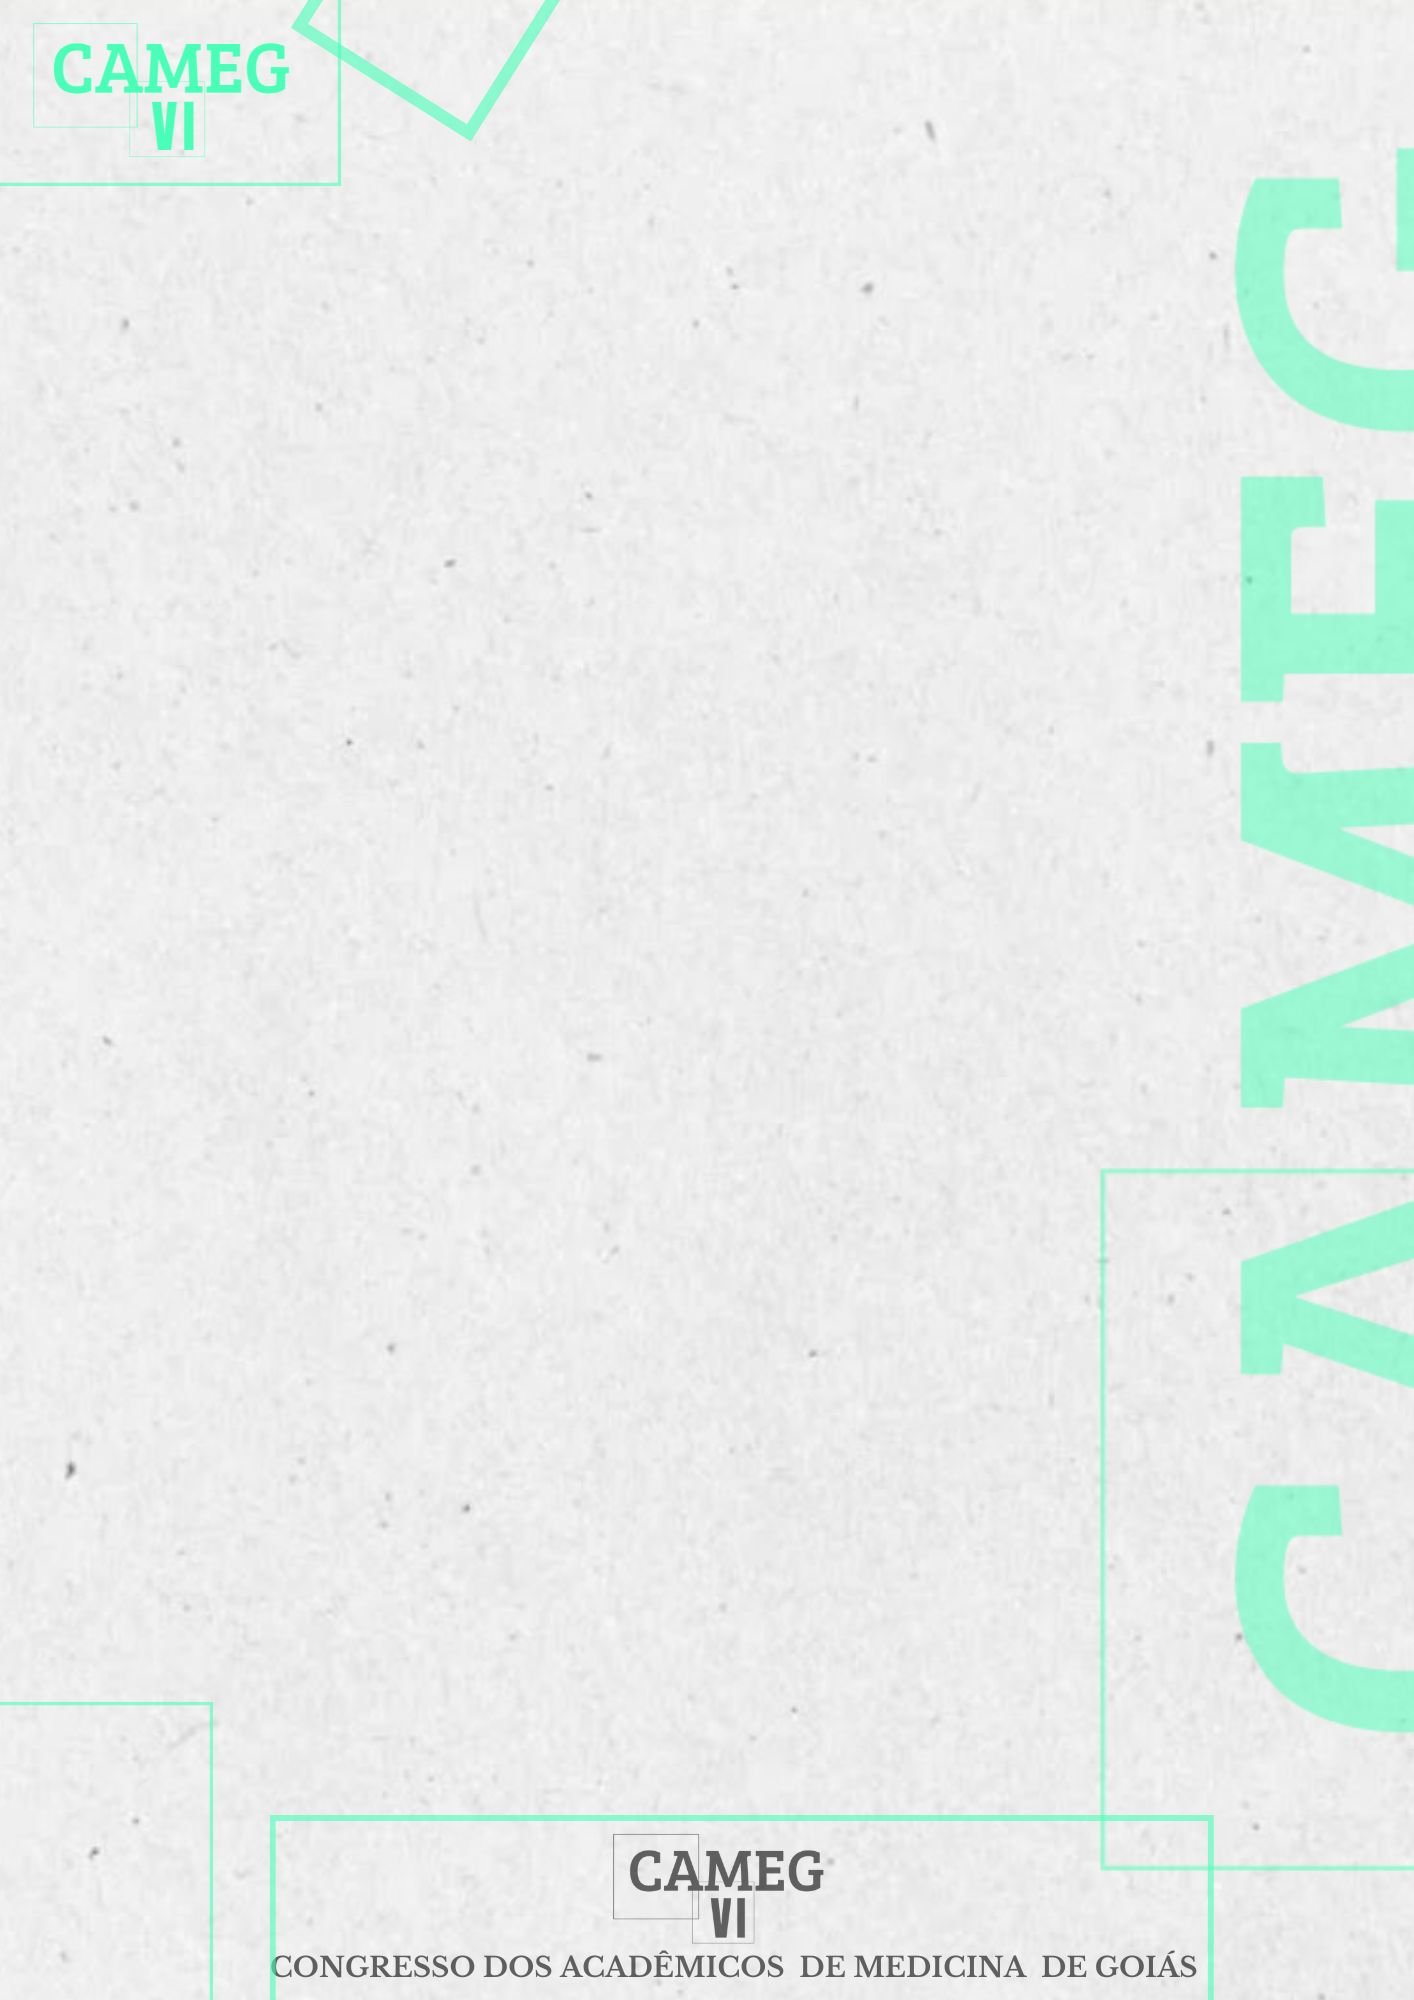 CAMEG
VI
CAMEG
CAMEG
VI
CONGRESSO DOS ACADÊMICOS DE MEDICINA DE GOIÁS